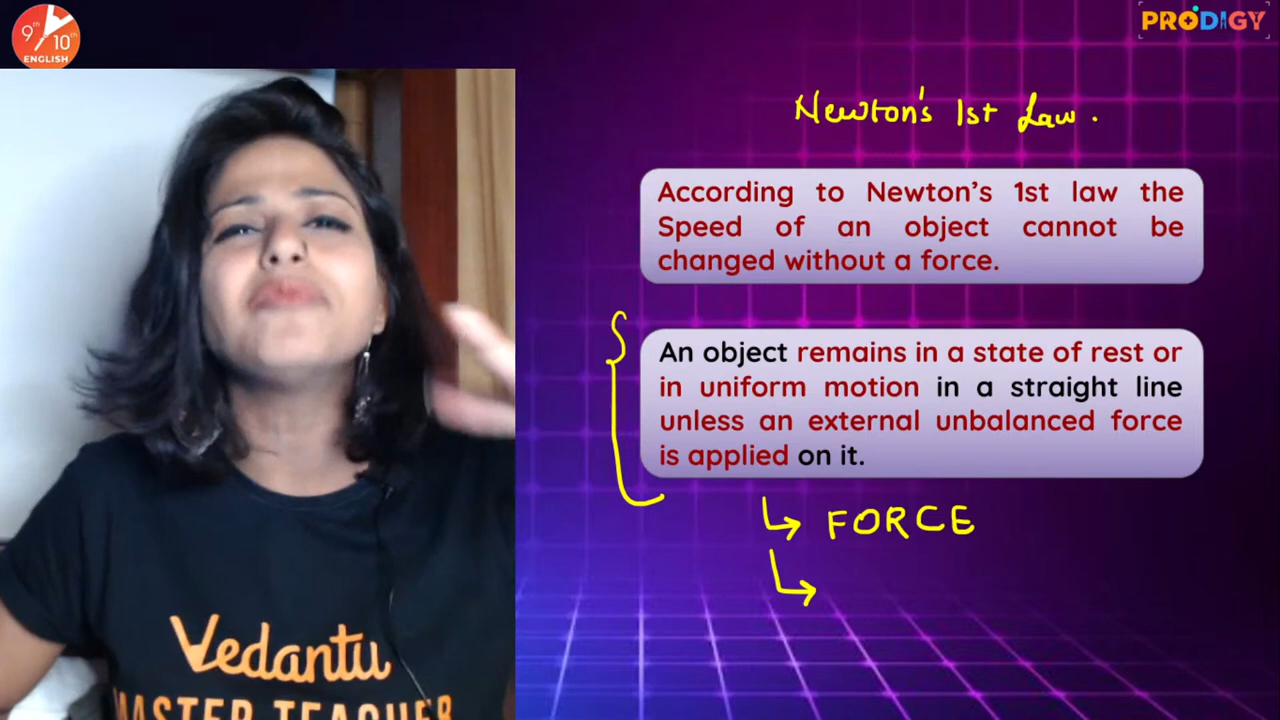 9th
10th
ENGLISH
PRODIGY
Newton's 1st Law.
According to Newton's 1st law the
Speed of an object cannot be
changed without a force.
An object remains in a state of rest or
in uniform motion in a straight line
unless an external unbalanced force
is applied on it.
FORCE
Vedantu
MASTER TEACHER